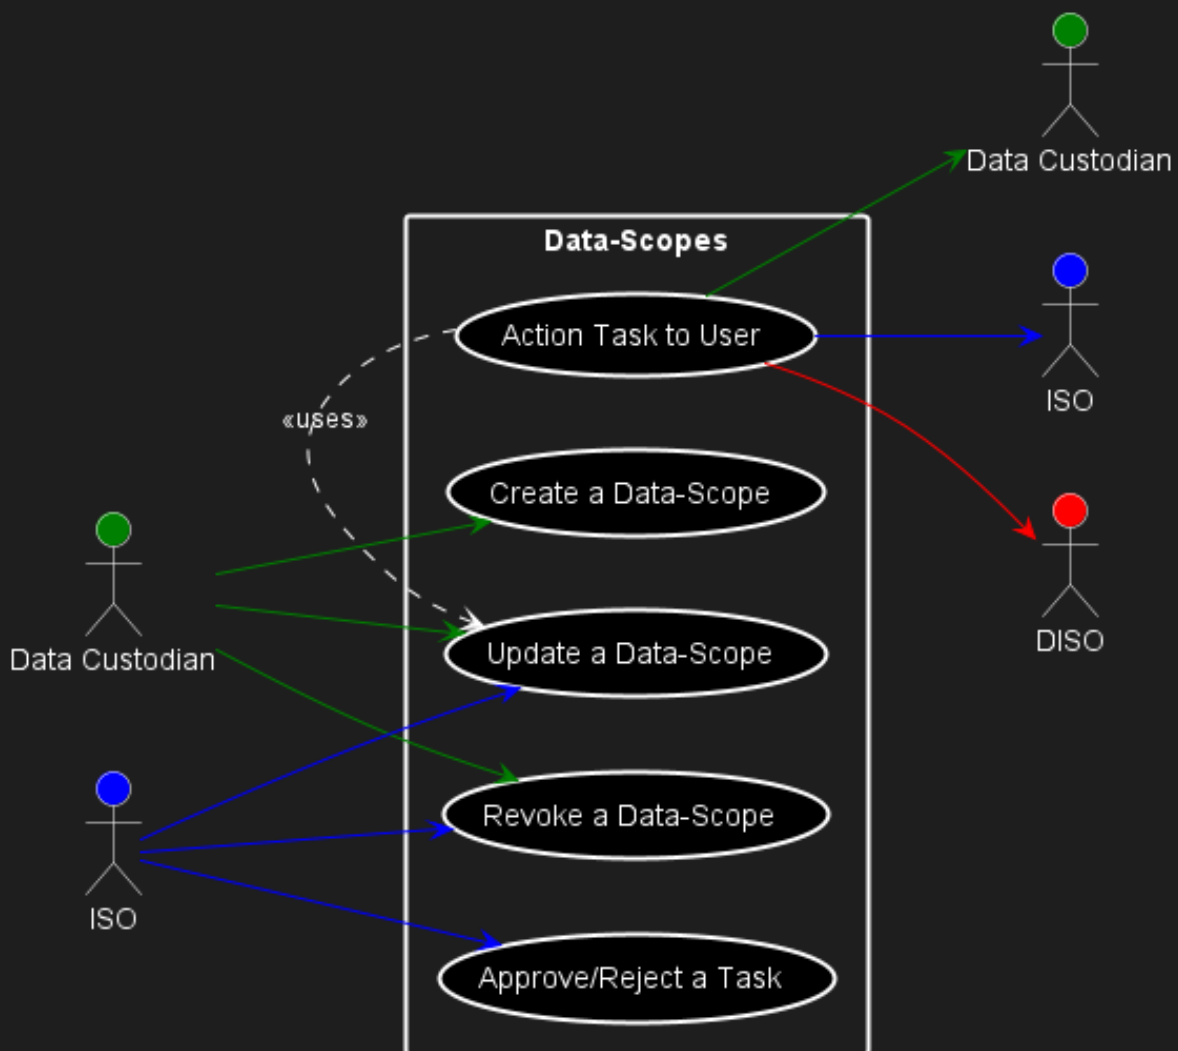 Data Custodian
Data-Scopes
Action Task to User
ISO
«uses»
Create a Data-Scope
DISO
Update a Data-Scope
Data Custodian
Revoke a Data-Scope
ISO
Approve/Reject a Task